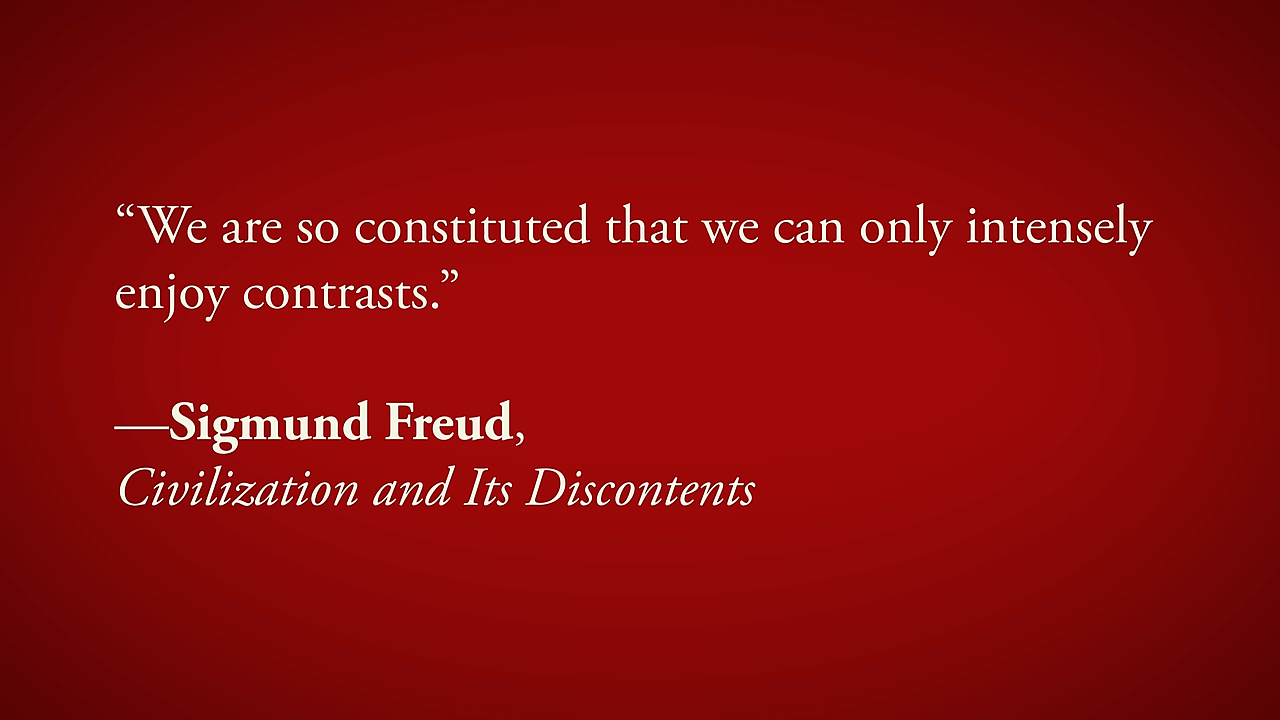 “We are so constituted that we can only intensely
enjoy contrasts.”
—Sigmund Freud,
Civilization and Its Discontents